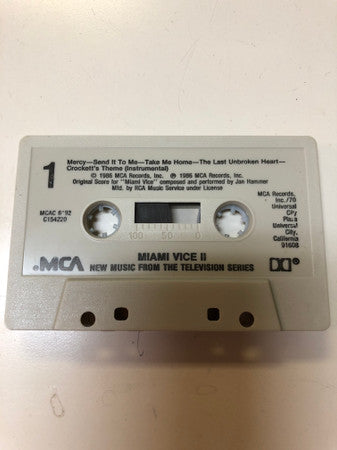 1
Mercy—Send It To Me—Take Me Home—The Last Unbroken Heart—
Crockett's Theme (Instrumental)
© 1986 MCA Records, Inc. ℗ 1986 MCA Records, Inc.
Original Score for "Miami Vice" composed and performed by Jan Hammer
Mfd. by RCA Music Service under License
MCAC 6192
C154220
MCA Records,
Inc./70
Universal
City
Plaza
Universal
City,
California
91608
100 50 0
MCA
MIAMI VICE II
NEW MUSIC FROM THE TELEVISION SERIES